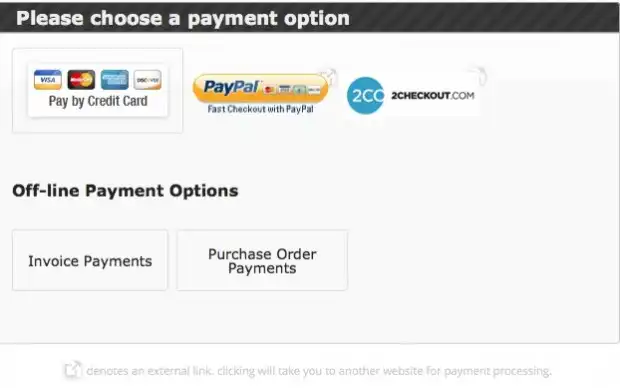 Please choose a payment option
VISA MasterCard DISCOVER
Pay by Credit Card
PayPal
Fast Checkout with PayPal
2CO 2CHECKOUT.COM
Off-line Payment Options
Invoice Payments
Purchase Order
Payments
denotes an external link. clicking will take you to another website for payment processing.